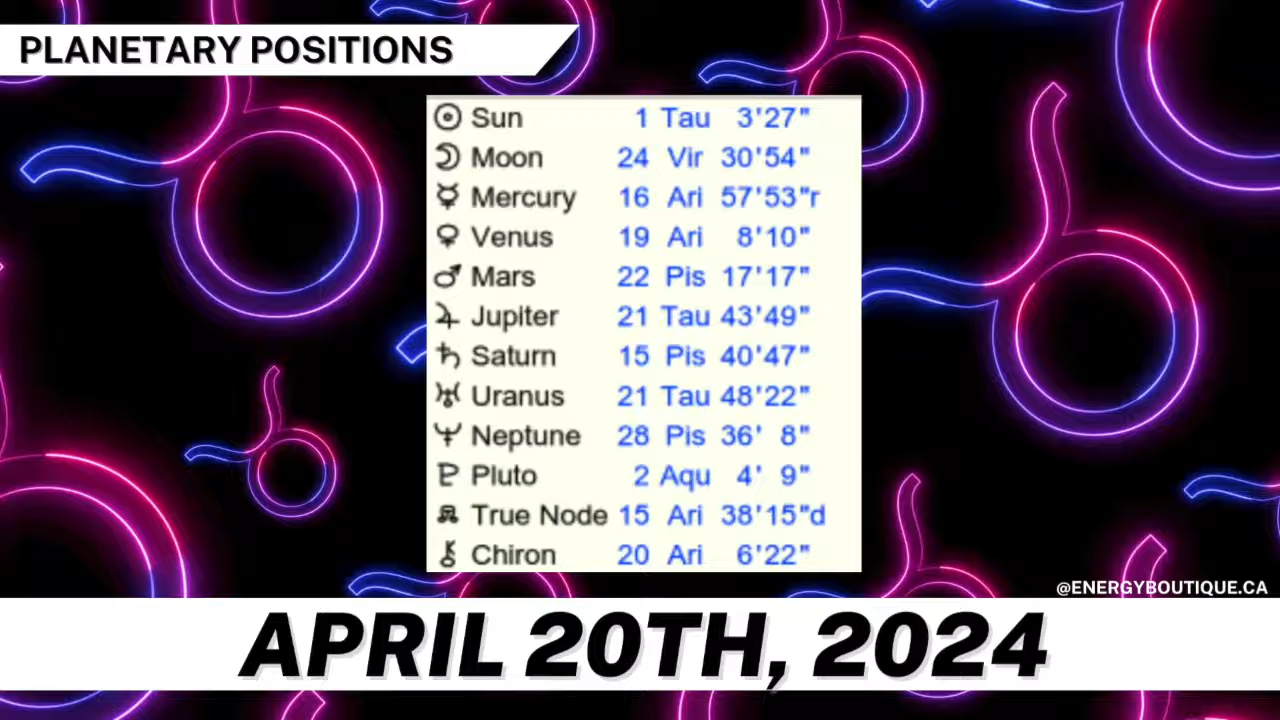 PLANETARY POSITIONS
☉ Sun 1 Tau 3'27"
☽ Moon 24 Vir 30'54"
☿ Mercury 16 Ari 57'53"r
♀ Venus 19 Ari 8'10"
♂ Mars 22 Pis 17'17"
♃ Jupiter 21 Tau 43'49"
♄ Saturn 15 Pis 40'47"
♅ Uranus 21 Tau 48'22"
♆ Neptune 28 Pis 36' 8"
♇ Pluto 2 Aqu 4' 9"
☊ True Node 15 Ari 38'15"d
⚷ Chiron 20 Ari 6'22"
@ENERGYBOUTIQUE.CA
APRIL 20TH, 2024